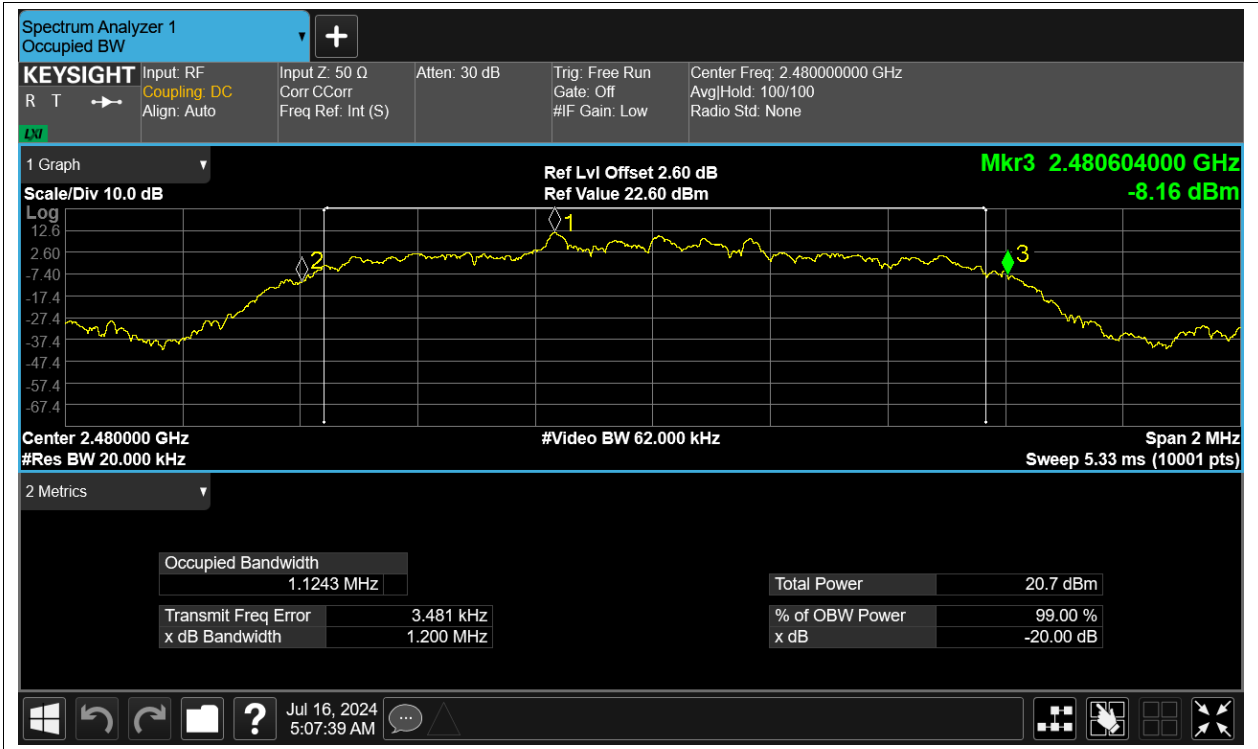 Spectrum Analyzer 1
Occupied BW
KEYSIGHT
R T
LXI
Input: RF
Coupling: DC
Align: Auto
Input Z: 50 Ω
Corr CCorr
Freq Ref: Int (S)
Atten: 30 dB
Trig: Free Run
Gate: Off
#IF Gain: Low
Center Freq: 2.480000000 GHz
Avg|Hold: 100/100
Radio Std: None
1 Graph
Scale/Div 10.0 dB
Ref Lvl Offset 2.60 dB
Ref Value 22.60 dBm
Mkr3 2.480604000 GHz
-8.16 dBm
Log
12.6
2.60
-7.40
-17.4
-27.4
-37.4
-47.4
-57.4
-67.4
1
2
3
Center 2.480000 GHz
#Res BW 20.000 kHz
#Video BW 62.000 kHz
Span 2 MHz
Sweep 5.33 ms (10001 pts)
2 Metrics
Occupied Bandwidth
1.1243 MHz
Transmit Freq Error 3.481 kHz
x dB Bandwidth 1.200 MHz
Total Power 20.7 dBm
% of OBW Power 99.00 %
x dB -20.00 dB
?
Jul 16, 2024
5:07:39 AM